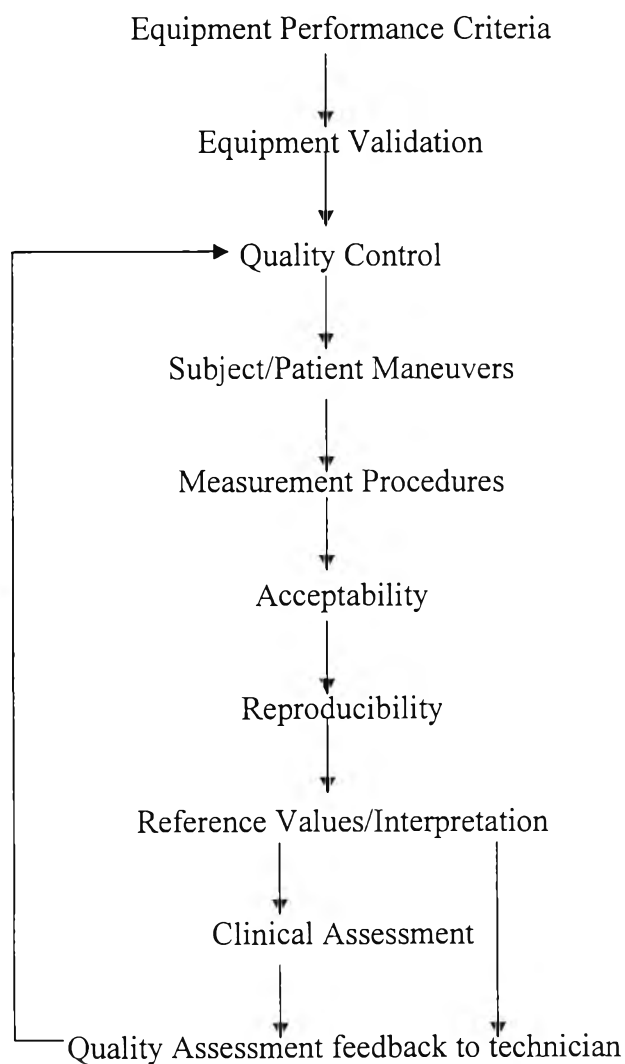 Equipment Performance Criteria
Equipment Validation
Quality Control
Subject/Patient Maneuvers
Measurement Procedures
Acceptability
Reproducibility
Reference Values/Interpretation
Clinical Assessment
Quality Assessment feedback to technician